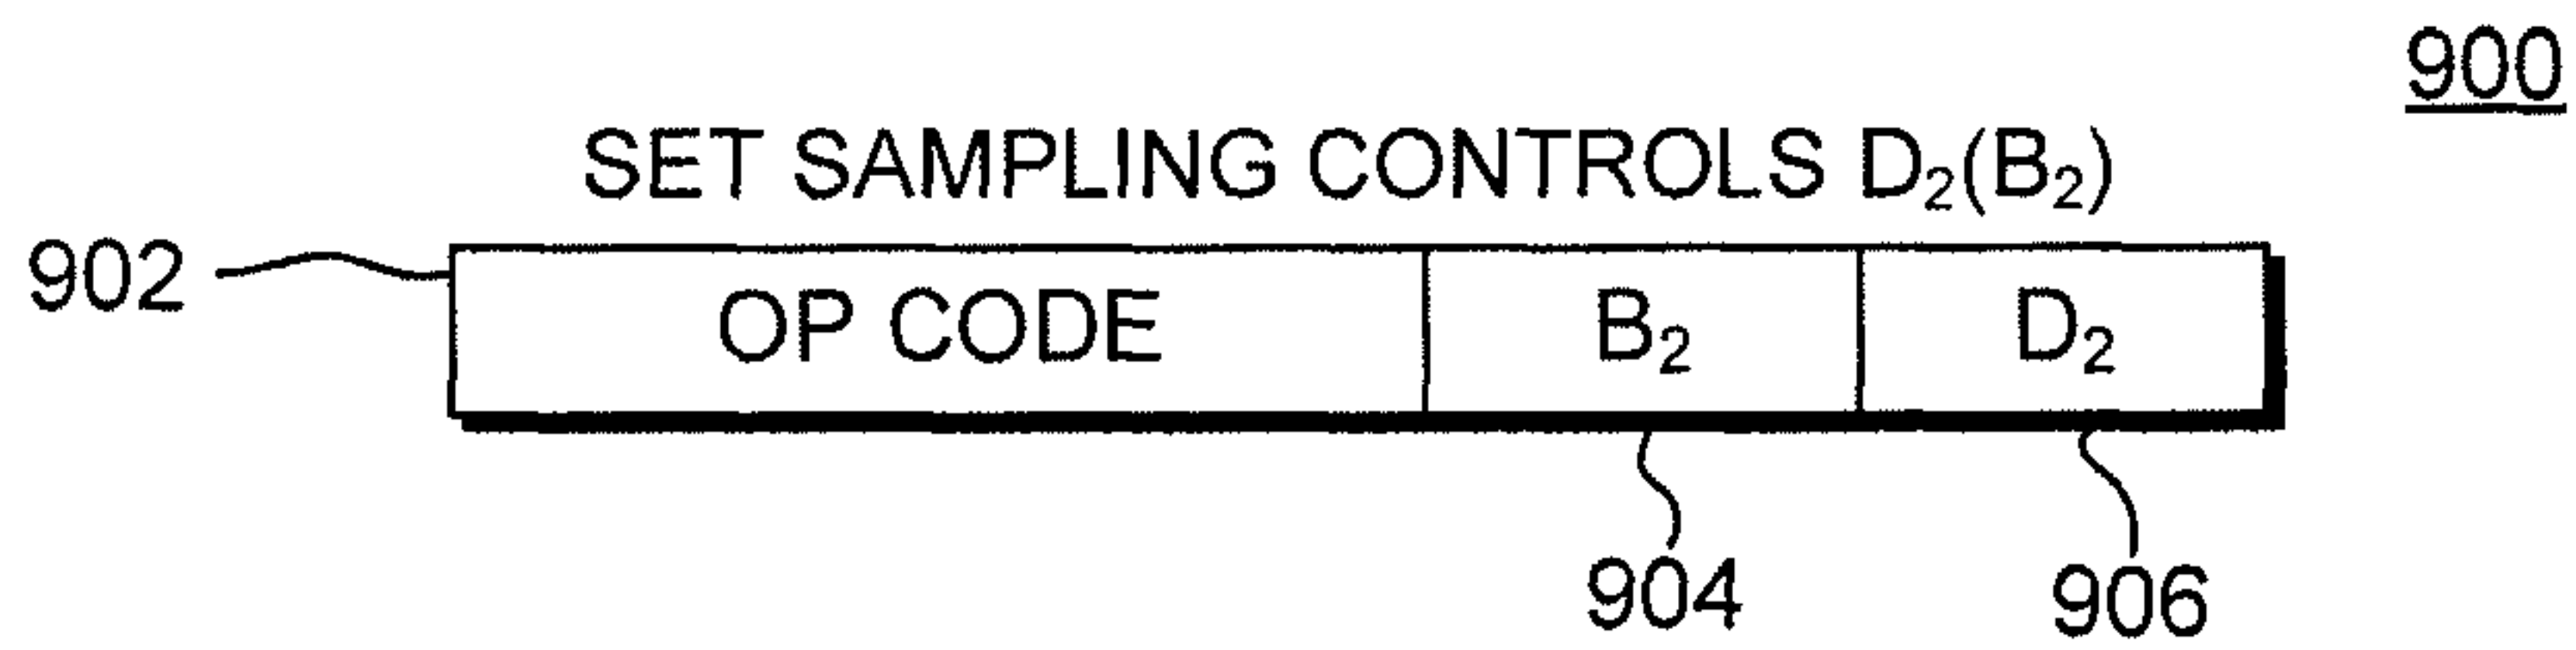 900
SET SAMPLING CONTROLS D₂(B₂)
902 OP CODE B₂ D₂
904 906